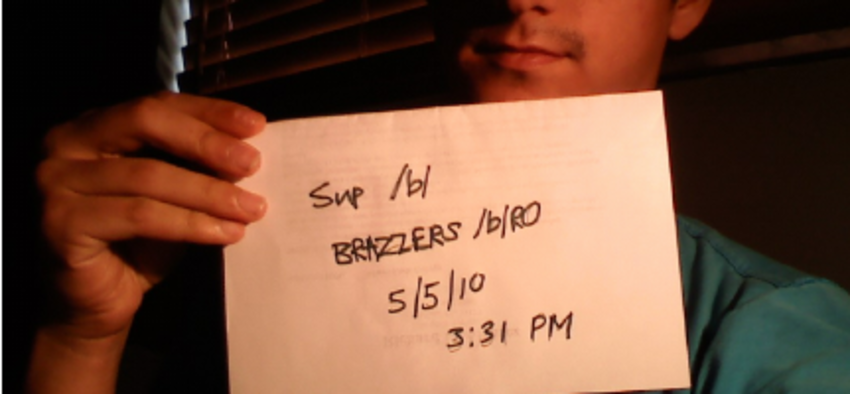 Sup /b/
BRAZZERS /b/RO
5/5/10
3:31 PM